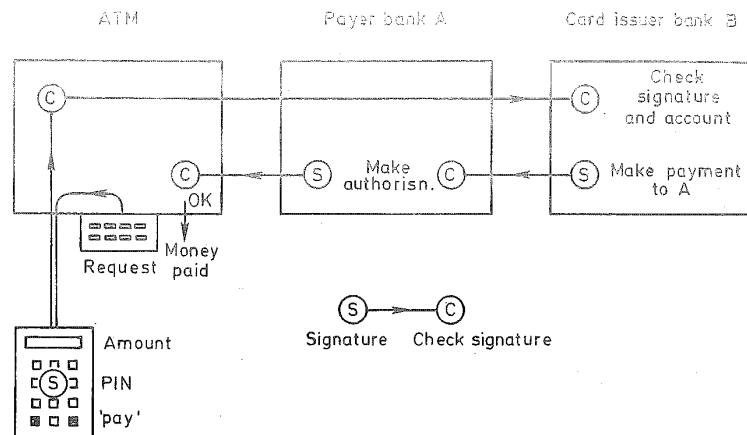 ATM
Payer bank A
Card issuer bank B
C
C
Check
signature
and account
C
OK
S
Make
authorisn.
C
S
Make payment
to A
Request
Money
paid
S
C
Signature
Check signature
Amount
S
PIN
'pay'